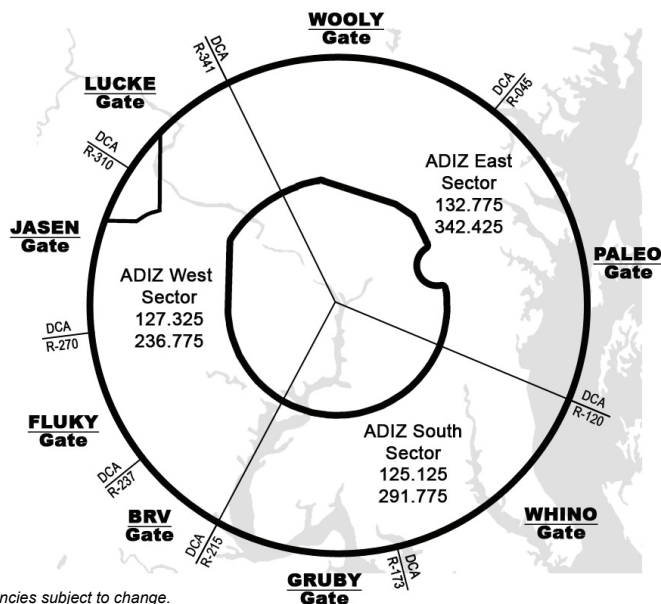 WOOLY
Gate
DCA
R-341
DCA
R-045
LUCKE
Gate
DCA
R-310
ADIZ East
Sector
132.775
342.425
JASEN
Gate
PALEO
Gate
ADIZ West
Sector
127.325
236.775
DCA
R-270
DCA
R-120
FLUKY
Gate
ADIZ South
Sector
125.125
291.775
DCA
R-237
BRV
Gate
WHINO
Gate
DCA
R-215
DCA
R-173
GRUBY
Gate
ncies subject to change.